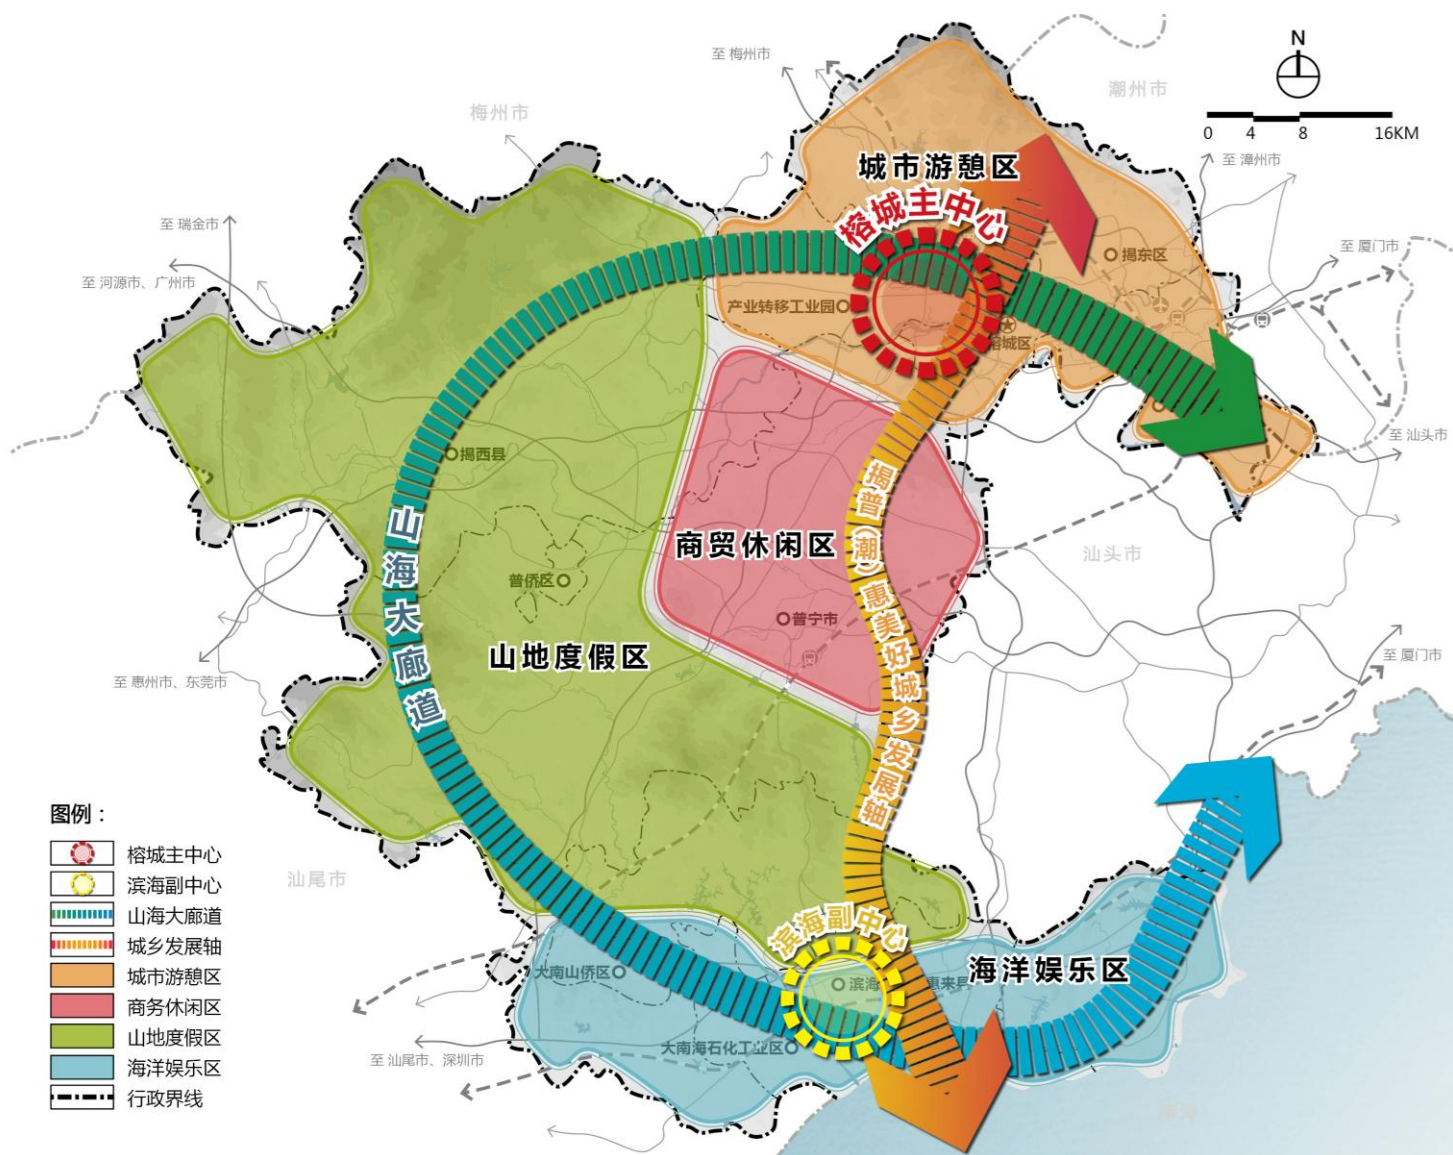 N
0 4 8 16KM
至 梅州市
潮州市
梅州市
至 漳州市
城市游憩区
榕城主中心
至 瑞金市
至 厦门市
揭东区
至 河源市、广州市
产业转移工业园
榕城区
至 汕头市
揭西县
揭普（潮）惠美好城乡发展轴
山海大廊道
商贸休闲区
汕头市
普侨区
普宁市
山地度假区
至 厦门市
至 惠州市、东莞市
图例：
榕城主中心
滨海副中心
山海大廊道
城乡发展轴
城市游憩区
商务休闲区
山地度假区
海洋娱乐区
行政界线
汕尾市
滨海副中心
海洋娱乐区
大南山侨区
滨海
惠来县
大南海石化工业区
至 汕尾市、深圳市